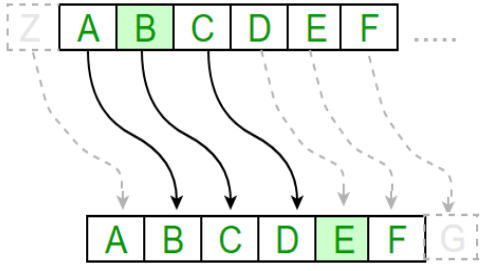 Z A B C D E F .....
A B C D E F G